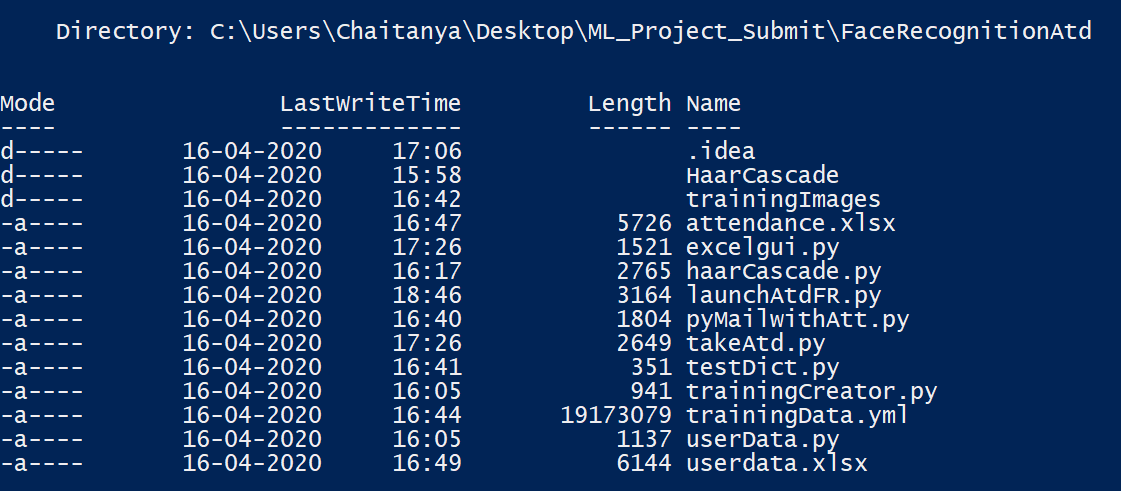 Directory: C:\Users\Chaitanya\Desktop\ML_Project_Submit\FaceRecognitionAtd
Mode                LastWriteTime         Length Name
----                -------------         ------ ----
d-----       16-04-2020     17:06                .idea
d-----       16-04-2020     15:58                HaarCascade
d-----       16-04-2020     16:42                trainingImages
-a----       16-04-2020     16:47           5726 attendance.xlsx
-a----       16-04-2020     17:26           1521 excelgui.py
-a----       16-04-2020     16:17           2765 haarCascade.py
-a----       16-04-2020     18:46           3164 launchAtdFR.py
-a----       16-04-2020     16:40           1804 pyMailwithAtt.py
-a----       16-04-2020     17:26           2649 takeAtd.py
-a----       16-04-2020     16:41            351 testDict.py
-a----       16-04-2020     16:05            941 trainingCreator.py
-a----       16-04-2020     16:44       19173079 trainingData.yml
-a----       16-04-2020     16:05           1137 userData.py
-a----       16-04-2020     16:49           6144 userdata.xlsx